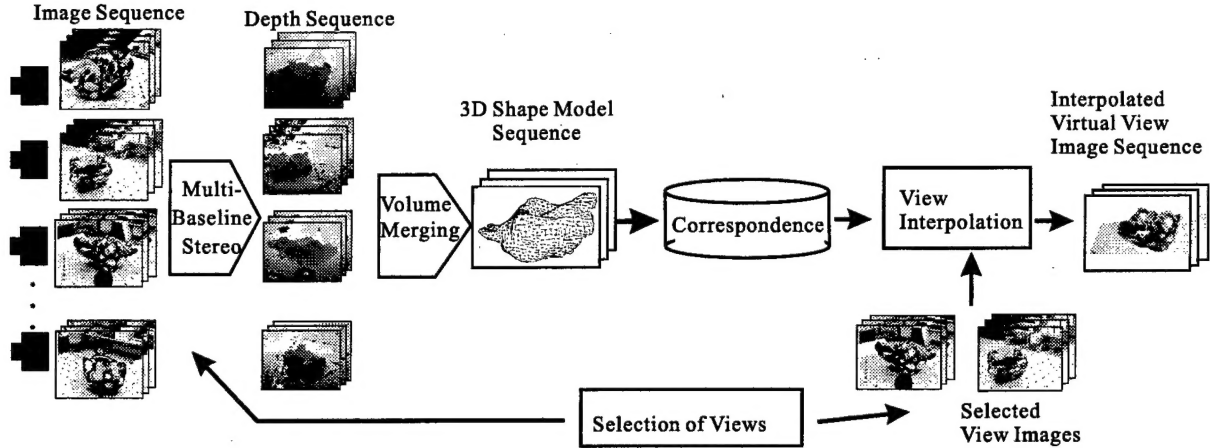 Image Sequence
Depth Sequence
3D Shape Model
Sequence
Interpolated
Virtual View
Image Sequence
Multi-
Baseline
Stereo
Volume
Merging
Correspondence
View
Interpolation
Selection of Views
Selected
View Images